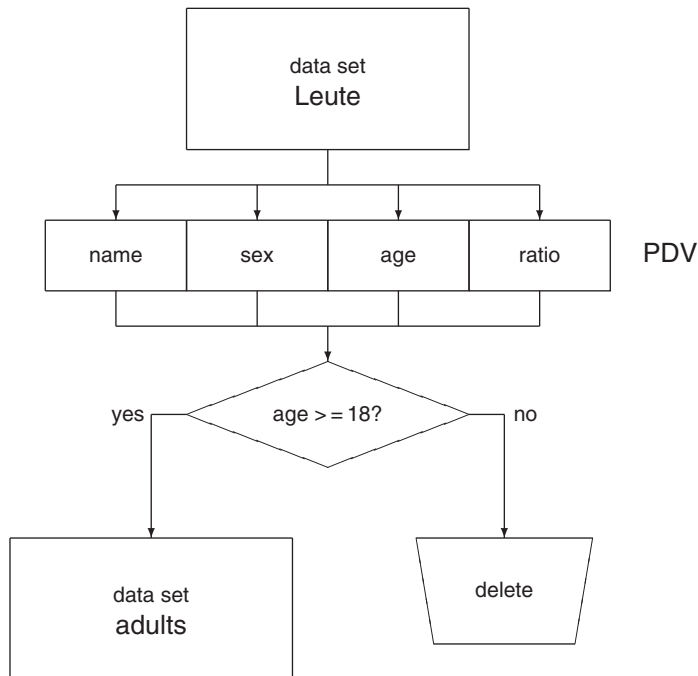 data set
Leute
name sex age ratio PDV
yes age >= 18? no
data set
adults
delete